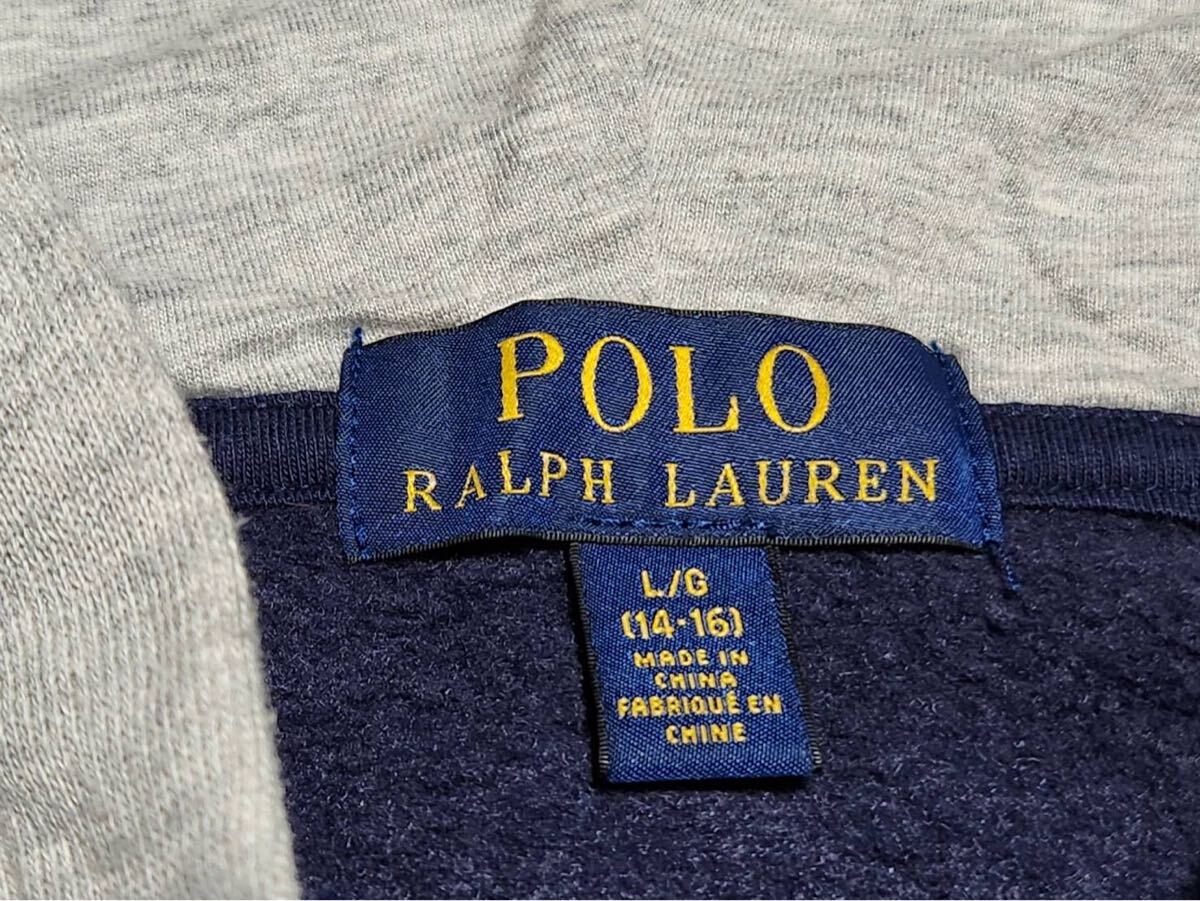 POLO
RALPH LAUREN
L/G
(14-16)
MADE IN
CHINA
FABRIQUÉ EN
CHINE